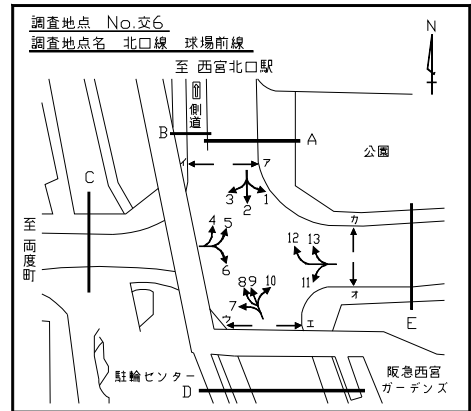 調査地点 No.交6
調査地点名 北口線 球場前線
至 西宮北口駅
N
側道
B
A
公園
C
イ
ア
3
2
1
至 両度町
4
5
6
カ
12
13
11
オ
8
9
10
7
ウ
エ
E
駐輪センター
D
阪急西宮
ガーデンズ